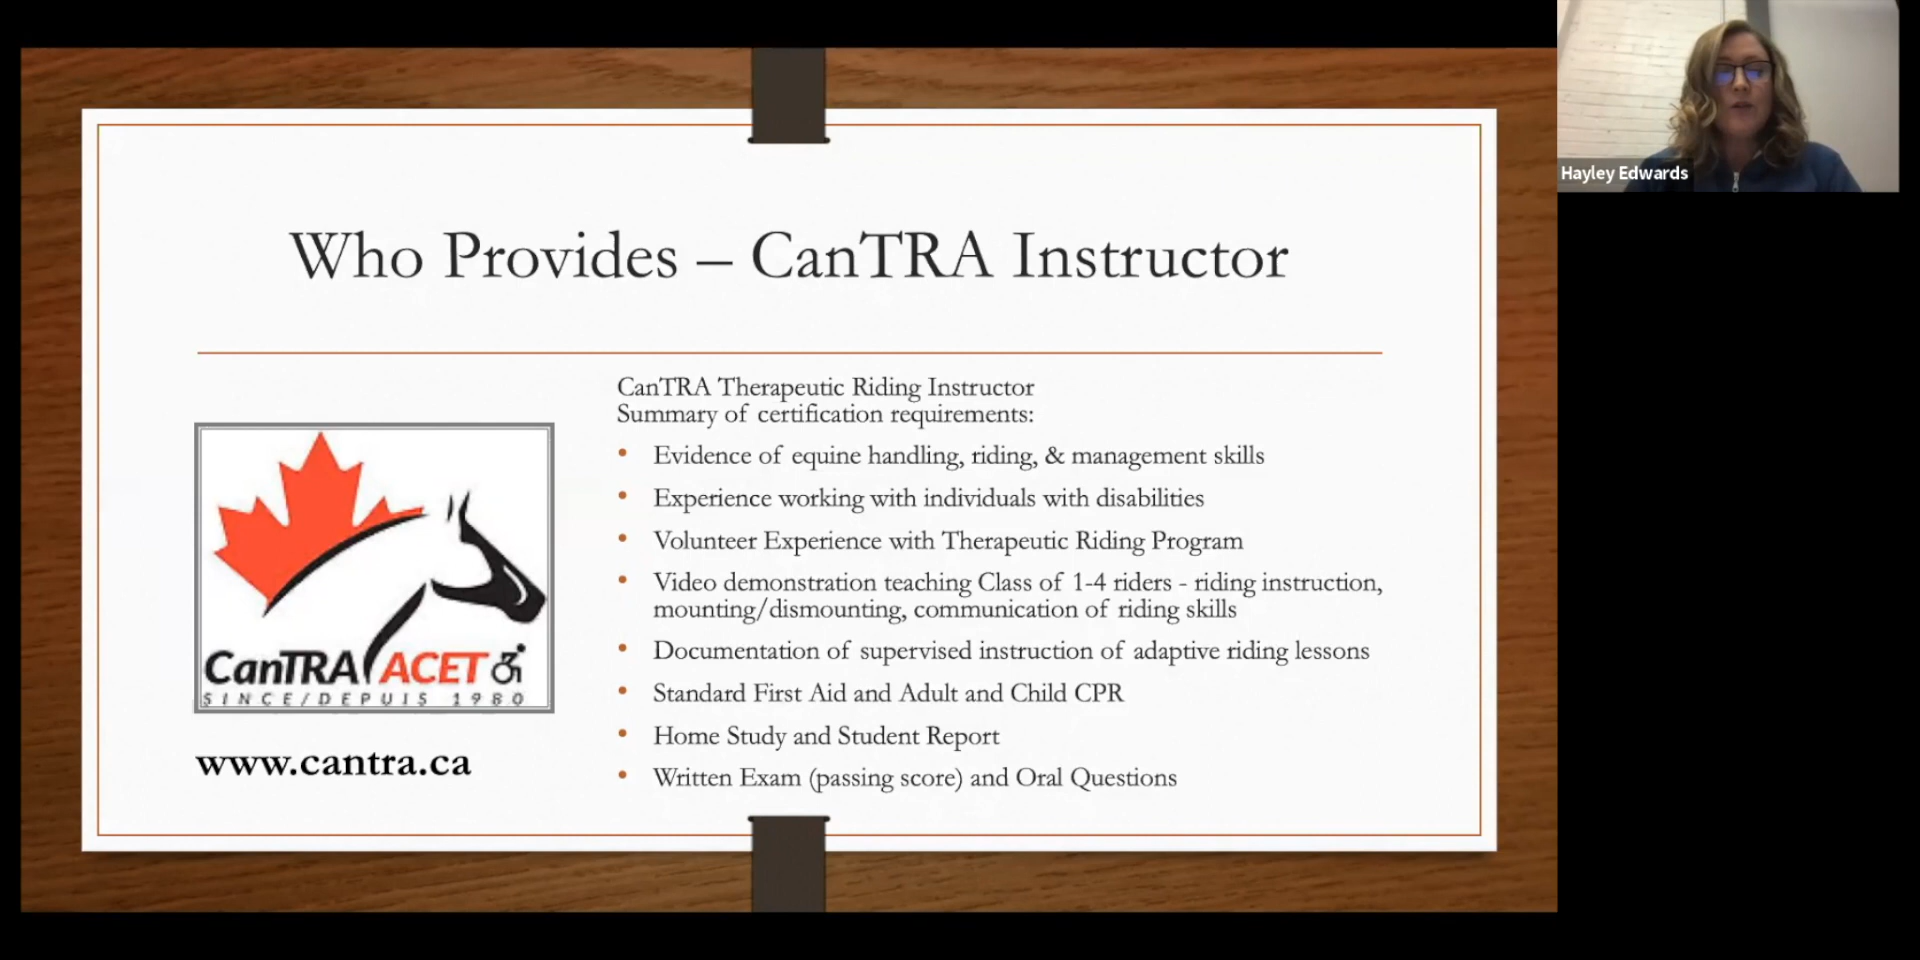 Who Provides – CanTRA Instructor
CanTRA Therapeutic Riding Instructor
Summary of certification requirements:
• Evidence of equine handling, riding, & management skills
• Experience working with individuals with disabilities
• Volunteer Experience with Therapeutic Riding Program
• Video demonstration teaching Class of 1-4 riders - riding instruction,
mounting/dismounting, communication of riding skills
• Documentation of supervised instruction of adaptive riding lessons
• Standard First Aid and Adult and Child CPR
• Home Study and Student Report
• Written Exam (passing score) and Oral Questions
CanTRA ACET
SINCE/DEPUIS 1980
www.cantra.ca
Hayley Edwards